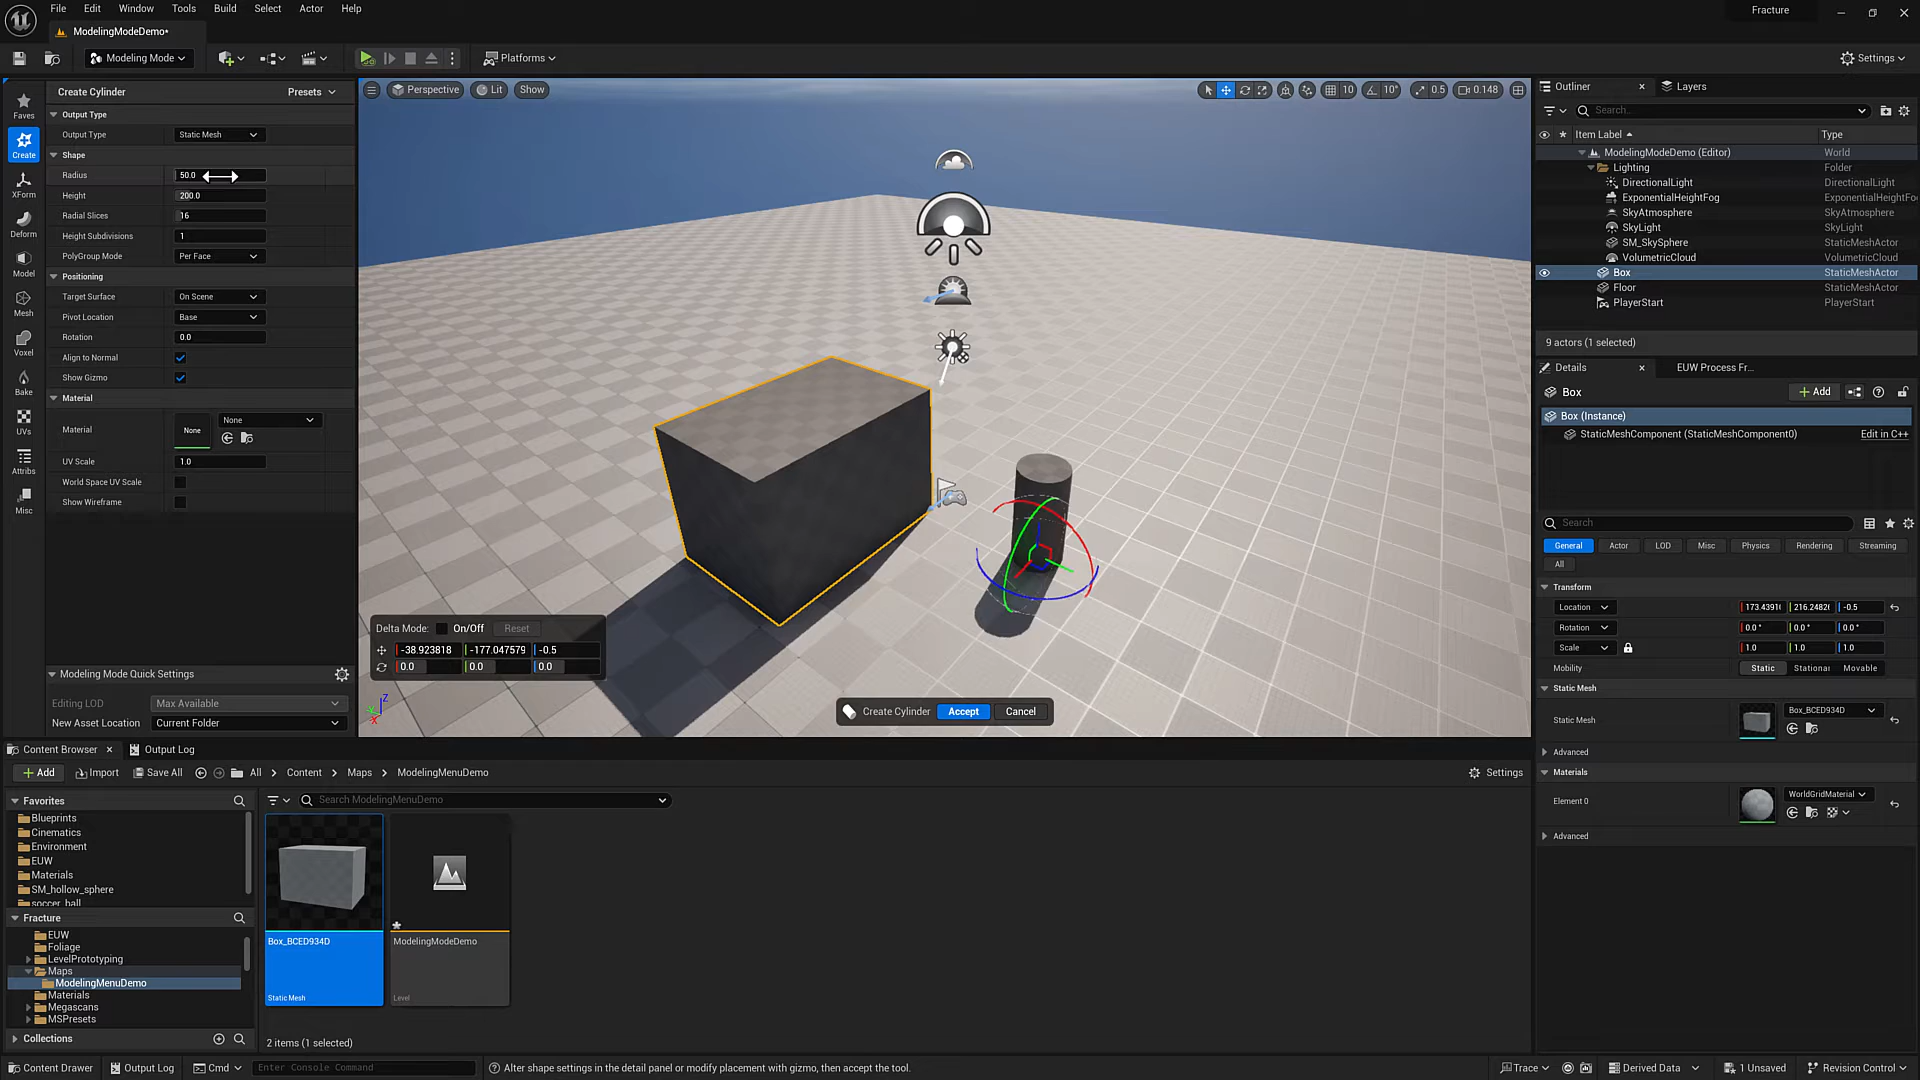 File Edit Window Tools Build Select Actor Help
Fracture
ModelingModeDemo*
Modeling Mode
Platforms
Settings
Create Cylinder Presets
Perspective Lit Show
10 10° 0.5 0.148
Outliner Layers
Faves
Output Type
Output Type Static Mesh
Create
Shape
Radius 50.0
XForm
Height 200.0
Radial Slices 16
Deform
Height Subdivisions 1
PolyGroup Mode Per Face
Model
Positioning
Target Surface On Scene
Mesh
Pivot Location Base
Rotation 0.0
Voxel
Align to Normal
Show Gizmo
Bake
Material
Material None None
UVs
UV Scale 1.0
Attribs
World Space UV Scale
Show Wireframe
Misc
Search...
Item Label Type
ModelingModeDemo (Editor) World
Lighting Folder
DirectionalLight DirectionalLight
ExponentialHeightFog ExponentialHeightFo
SkyAtmosphere SkyAtmosphere
SkyLight SkyLight
SM_SkySphere StaticMeshActor
VolumetricCloud VolumetricCloud
Box StaticMeshActor
Floor StaticMeshActor
PlayerStart PlayerStart
9 actors (1 selected)
Details EUW Process Fr...
Box Add
Box (Instance)
StaticMeshComponent (StaticMeshComponent0) Edit in C++
Search
General Actor LOD Misc Physics Rendering Streaming
All
Transform
Location 173.4391 216.2482 -0.5
Rotation 0.0° 0.0° 0.0°
Scale 1.0 1.0 1.0
Mobility Static Stationar Movable
Static Mesh
Static Mesh Box_BCED934D
Advanced
Materials
Element 0 WorldGridMaterial
Advanced
Delta Mode: On/Off Reset
-38.923818 -177.047579 -0.5
0.0 0.0 0.0
Z
Y
X
Create Cylinder Accept Cancel
Modeling Mode Quick Settings
Editing LOD Max Available
New Asset Location Current Folder
Content Browser Output Log
Add Import Save All All Content Maps ModelingMenuDemo Settings
Favorites
Search ModelingMenuDemo
Blueprints
Cinematics
Environment
EUW
Materials
SM_hollow_sphere
soccer_ball
Fracture
EUW
Foliage
LevelPrototyping
Maps
ModelingMenuDemo
Materials
Megascans
MSPresets
Collections
Box_BCED934D
Static Mesh
ModelingModeDemo
Level
2 items (1 selected)
Content Drawer Output Log Cmd Enter Console Command Alter shape settings in the detail panel or modify placement with gizmo, then accept the tool. Trace Derived Data 1 Unsaved Revision Control